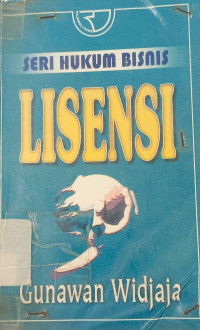 SERI HUKUM BISNIS
LISENSI
Gunawan Widjaja